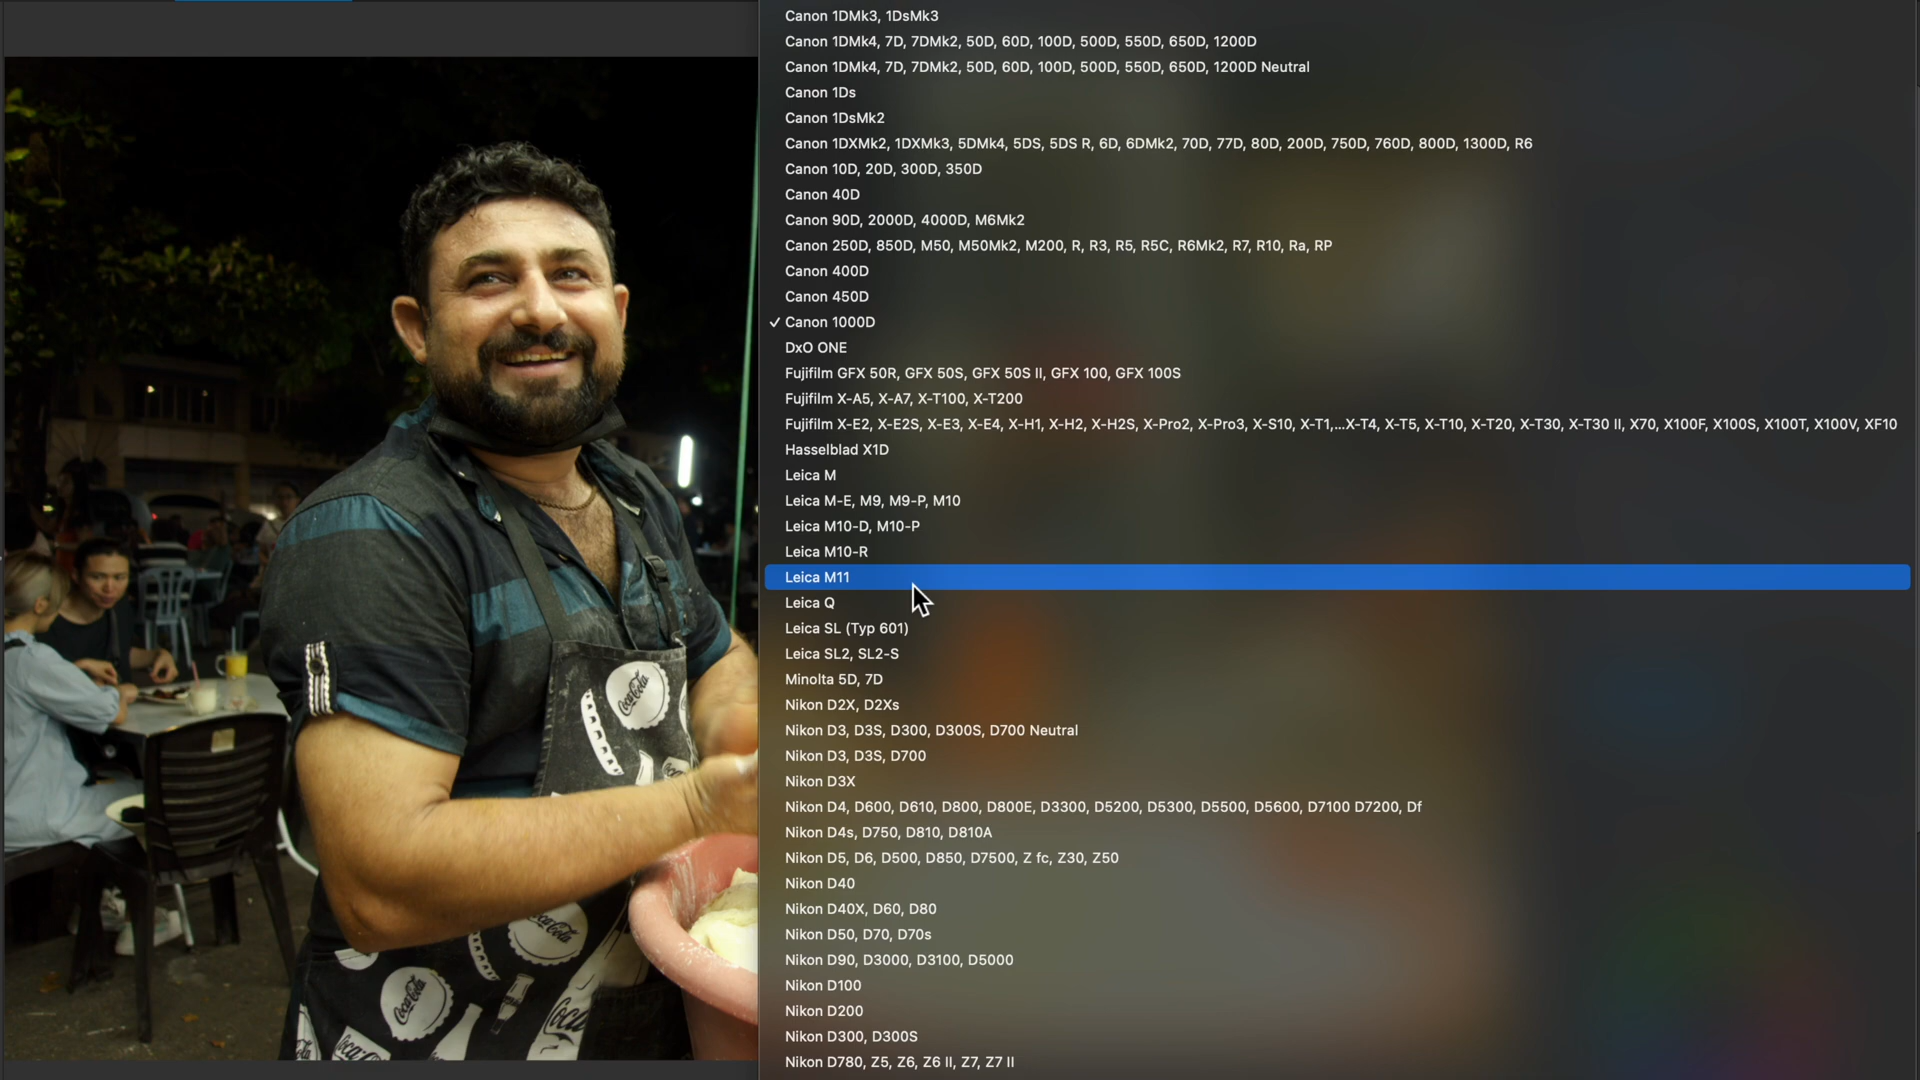 Canon 1DMk3, 1DsMk3
Canon 1DMk4, 7D, 7DMk2, 50D, 60D, 100D, 500D, 550D, 650D, 1200D
Canon 1DMk4, 7D, 7DMk2, 50D, 60D, 100D, 500D, 550D, 650D, 1200D Neutral
Canon 1Ds
Canon 1DsMk2
Canon 1DXMk2, 1DXMk3, 5DMk4, 5DS, 5DS R, 6D, 6DMk2, 70D, 77D, 80D, 200D, 750D, 760D, 800D, 1300D, R6
Canon 10D, 20D, 300D, 350D
Canon 40D
Canon 90D, 2000D, 4000D, M6Mk2
Canon 250D, 850D, M50, M50Mk2, M200, R, R3, R5, R5C, R6Mk2, R7, R10, Ra, RP
Canon 400D
Canon 450D
✓ Canon 1000D
DxO ONE
Fujifilm GFX 50R, GFX 50S, GFX 50S II, GFX 100, GFX 100S
Fujifilm X-A5, X-A7, X-T100, X-T200
Fujifilm X-E2, X-E2S, X-E3, X-E4, X-H1, X-H2, X-H2S, X-Pro2, X-Pro3, X-S10, X-T1,...X-T4, X-T5, X-T10, X-T20, X-T30, X-T30 II, X70, X100F, X100S, X100T, X100V, XF10
Hasselblad X1D
Leica M
Leica M-E, M9, M9-P, M10
Leica M10-D, M10-P
Leica M10-R
Leica M11
Leica Q
Leica SL (Typ 601)
Leica SL2, SL2-S
Minolta 5D, 7D
Nikon D2X, D2Xs
Nikon D3, D3S, D300, D300S, D700 Neutral
Nikon D3, D3S, D700
Nikon D3X
Nikon D4, D600, D610, D800, D800E, D3300, D5200, D5300, D5500, D5600, D7100 D7200, Df
Nikon D4s, D750, D810, D810A
Nikon D5, D6, D500, D850, D7500, Z fc, Z30, Z50
Nikon D40
Nikon D40X, D60, D80
Nikon D50, D70, D70s
Nikon D90, D3000, D3100, D5000
Nikon D100
Nikon D200
Nikon D300, D300S
Nikon D780, Z5, Z6, Z6 II, Z7, Z7 II
Coca-Cola
Coca-Cola
Coca-Cola